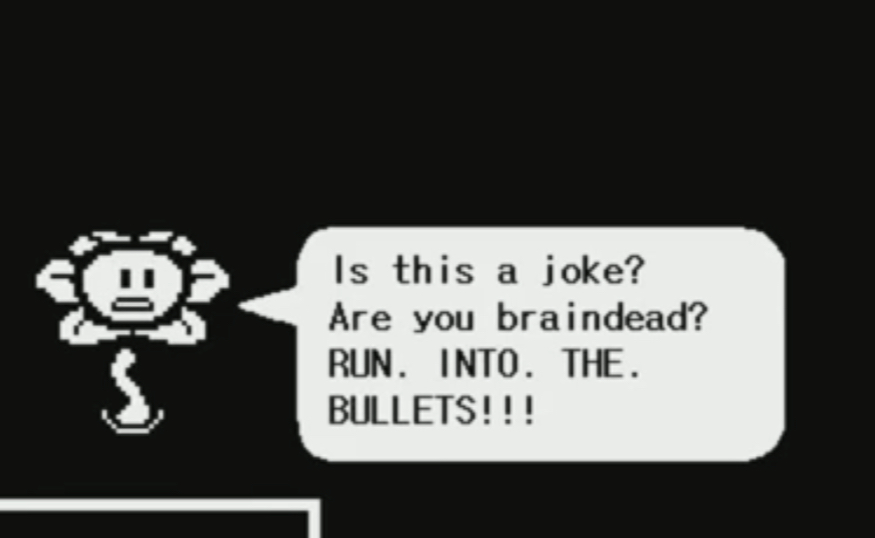 Is this a joke?
Are you braindead?
RUN. INTO. THE.
BULLETS!!!